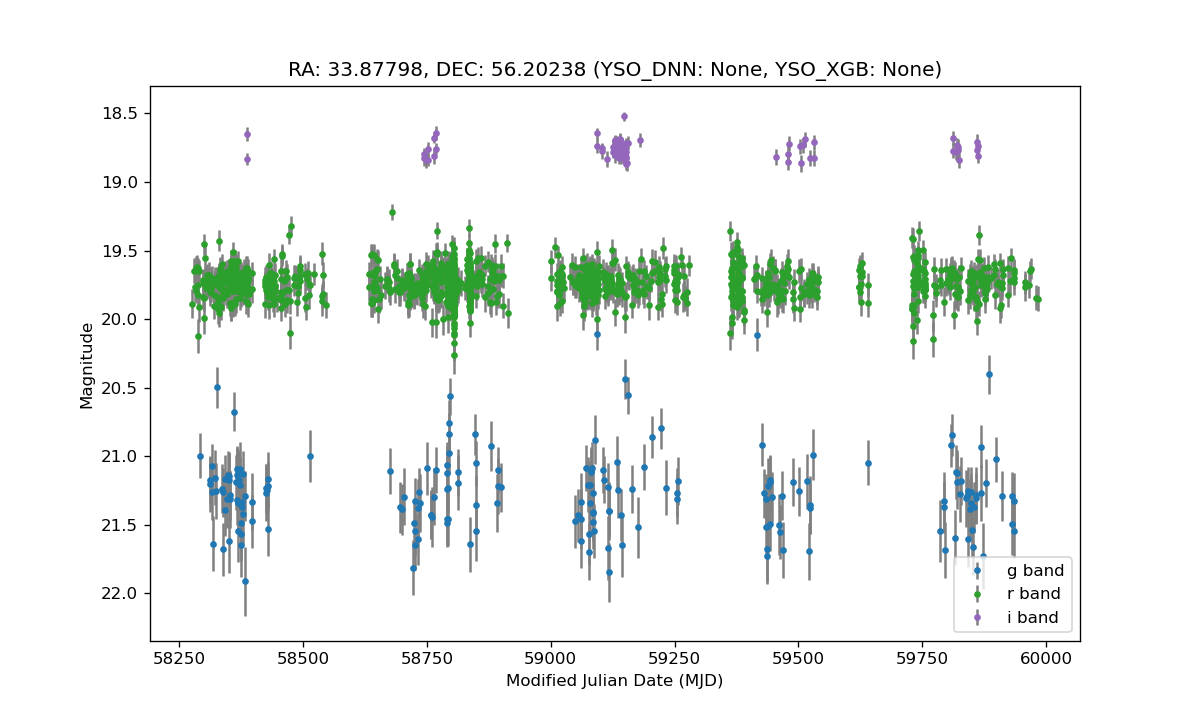 RA: 33.87798, DEC: 56.20238 (YSO_DNN: None, YSO_XGB: None)
18.5
19.0
19.5
20.0
20.5
21.0
21.5
22.0
Magnitude
g band
r band
i band
58250 58500 58750 59000 59250 59500 59750 60000
Modified Julian Date (MJD)